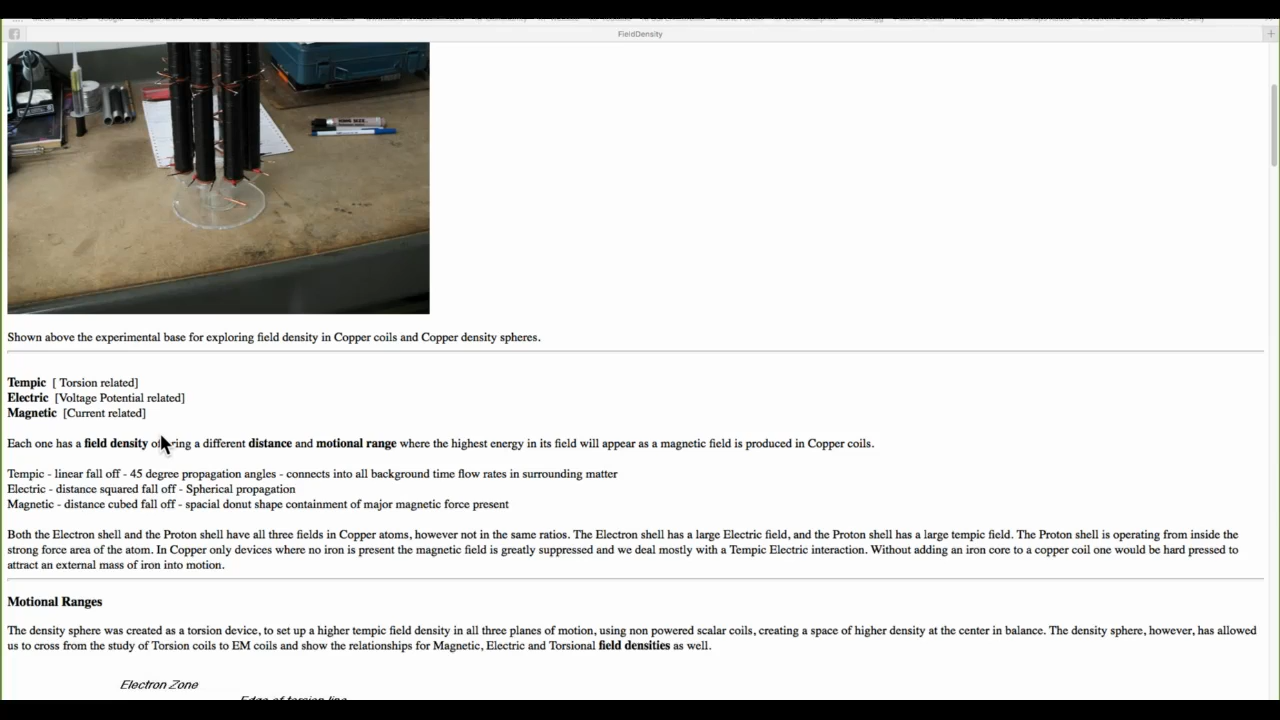 FieldDensity
Shown above the experimental base for exploring field density in Copper coils and Copper density spheres.
Tempic [ Torsion related]
Electric [Voltage Potential related]
Magnetic [Current related]
Each one has a field density a different distance and motional range where the highest energy in its field will appear as a magnetic field is produced in Copper coils.
Tempic - linear fall off - 45 degree propagation angles - connects into all background time flow rates in surrounding matter
Electric - distance squared fall off - Spherical propagation
Magnetic - distance cubed fall off - spacial donut shape containment of major magnetic force present
Both the Electron shell and the Proton shell have all three fields in Copper atoms, however not in the same ratios. The Electron shell has a large Electric field, and the Proton shell has a large tempic field. The Proton shell is operating from inside the
strong force area of the atom. In Copper only devices where no iron is present the magnetic field is greatly suppressed and we deal mostly with a Tempic Electric interaction. Without adding an iron core to a copper coil one would be hard pressed to
attract an external mass of iron into motion.
Motional Ranges
The density sphere was created as a torsion device, to set up a higher tempic field density in all three planes of motion, using non powered scalar coils, creating a space of higher density at the center in balance. The density sphere, however, has allowed
us to cross from the study of Torsion coils to EM coils and show the relationships for Magnetic, Electric and Torsional field densities as well.
Electron Zone
Edge of torsion line